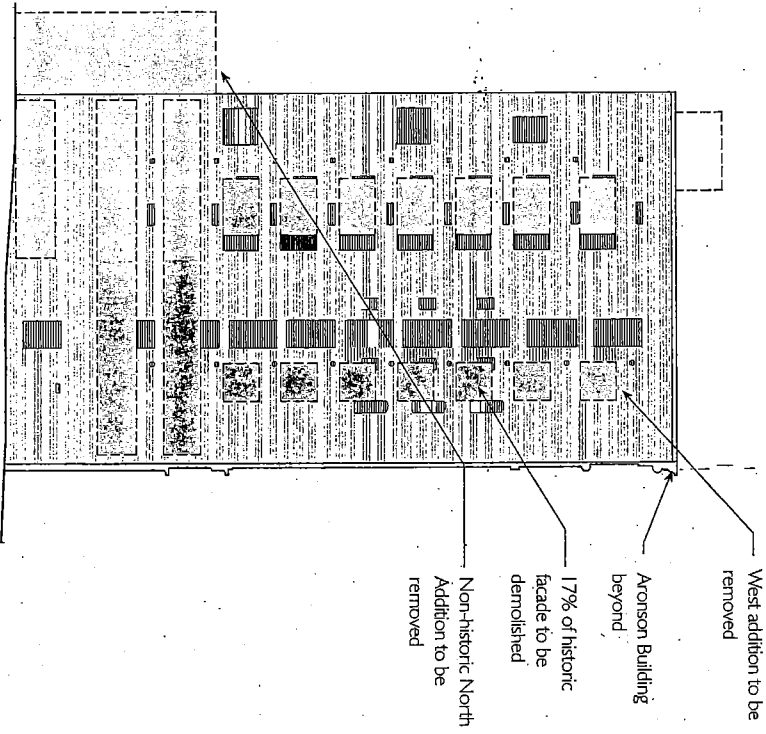 West addition to be
removed
Aronson Building
beyond
17% of historic
façade to be
demolished
Non-historic North
Addition to be
removed